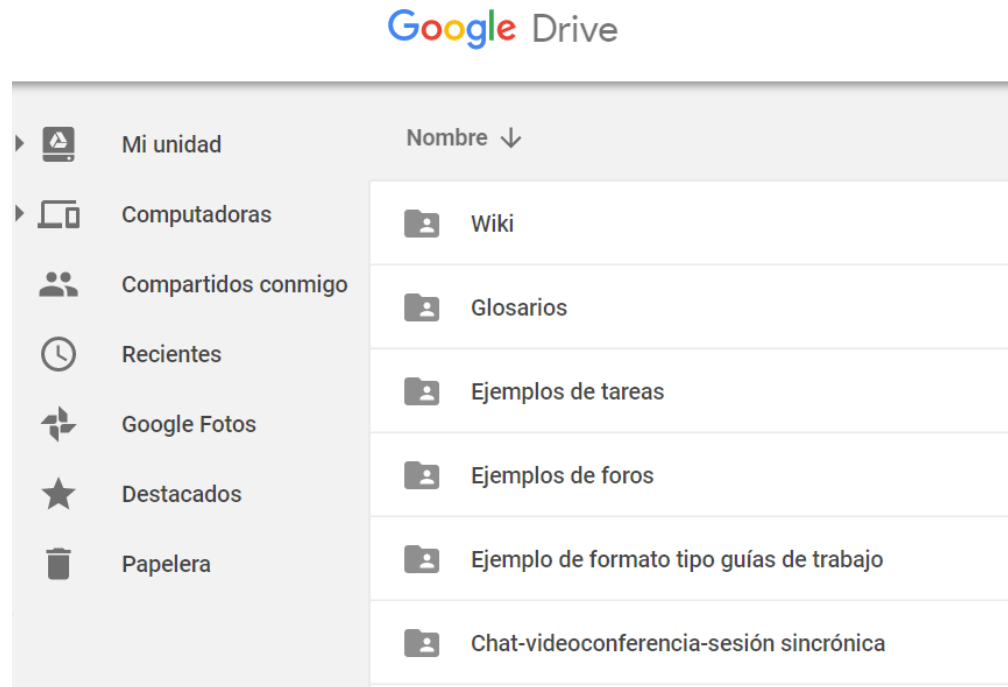 Google Drive
Mi unidad
Computadoras
Compartidos conmigo
Recientes
Google Fotos
Destacados
Papelera
Nombre
Wiki
Glosarios
Ejemplos de tareas
Ejemplos de foros
Ejemplo de formato tipo guías de trabajo
Chat-videoconferencia-sesión sincrónica